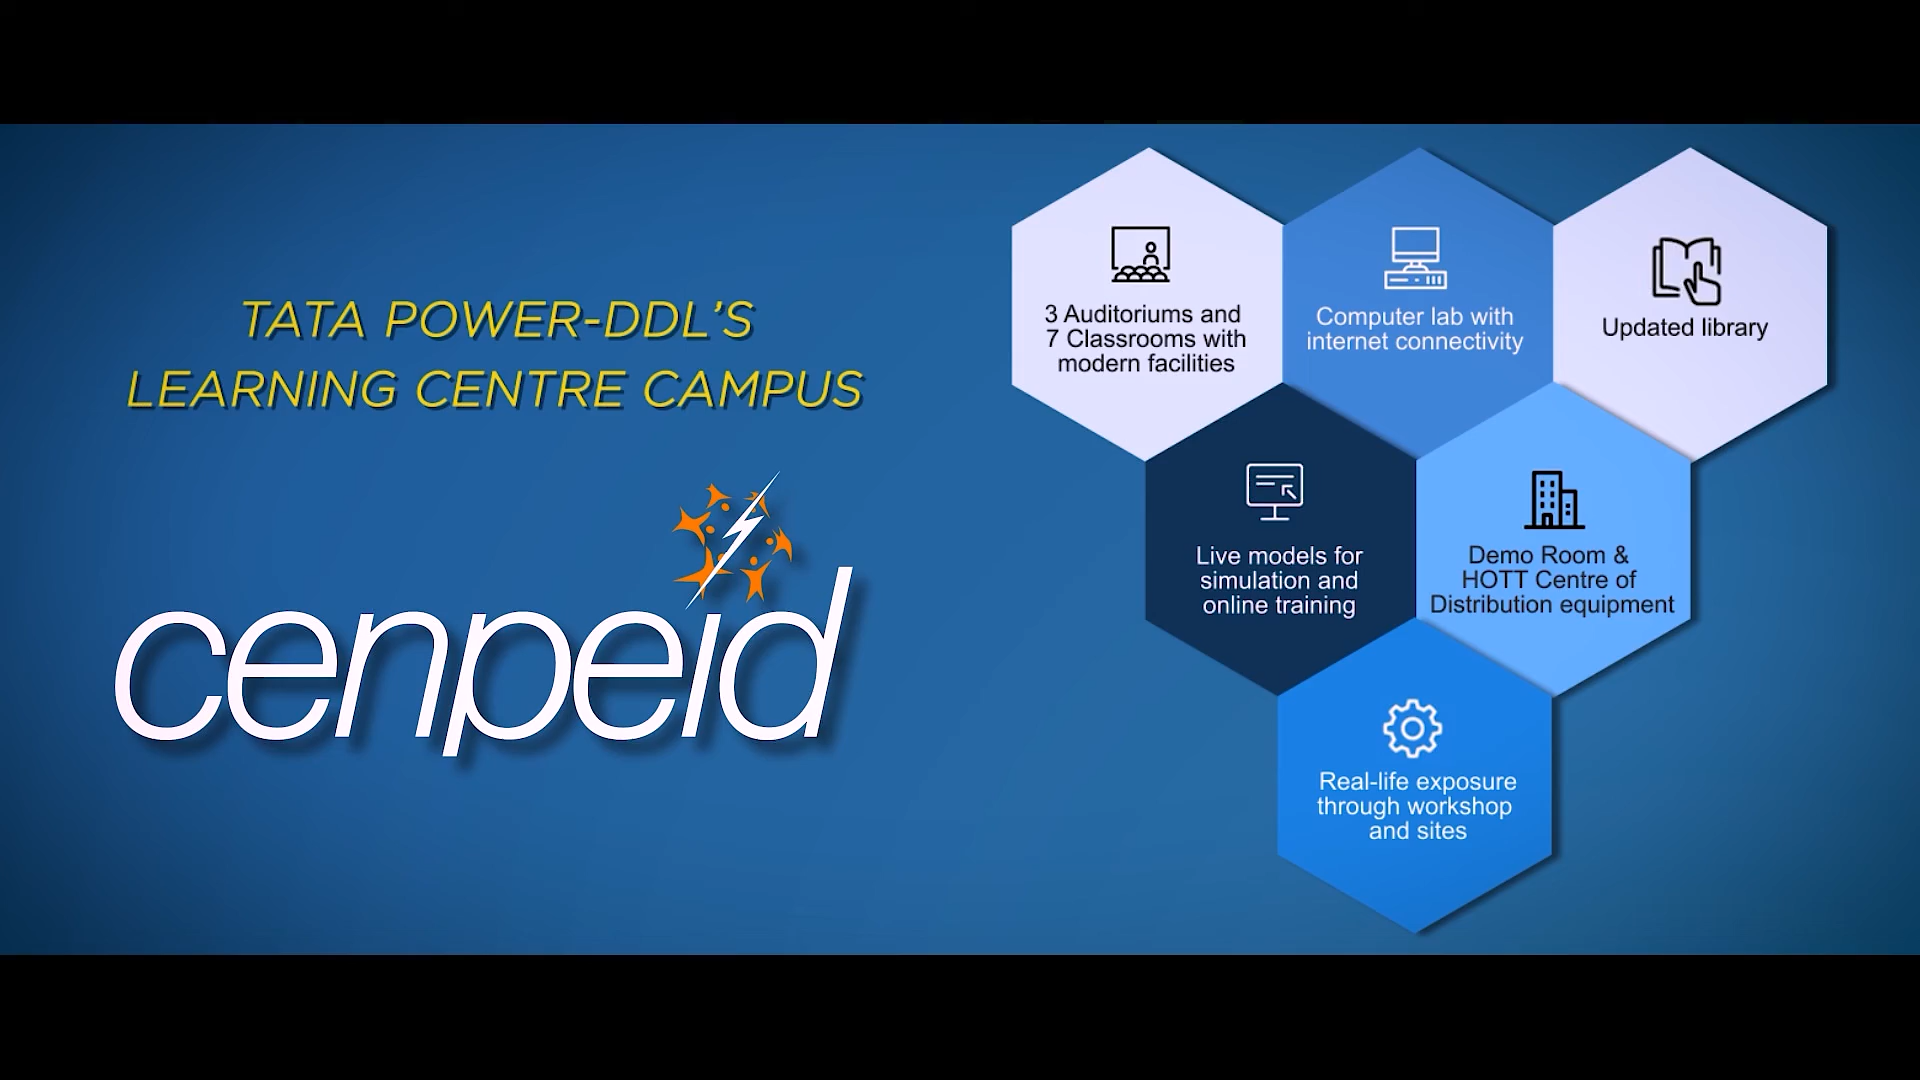 TATA POWER-DDL'S
LEARNING CENTRE CAMPUS
cenpeid
3 Auditoriums and
7 Classrooms with
modern facilities
Computer lab with
internet connectivity
Updated library
Live models for
simulation and
online training
Demo Room &
HOTT Centre of
Distribution equipment
Real-life exposure
through workshop
and sites